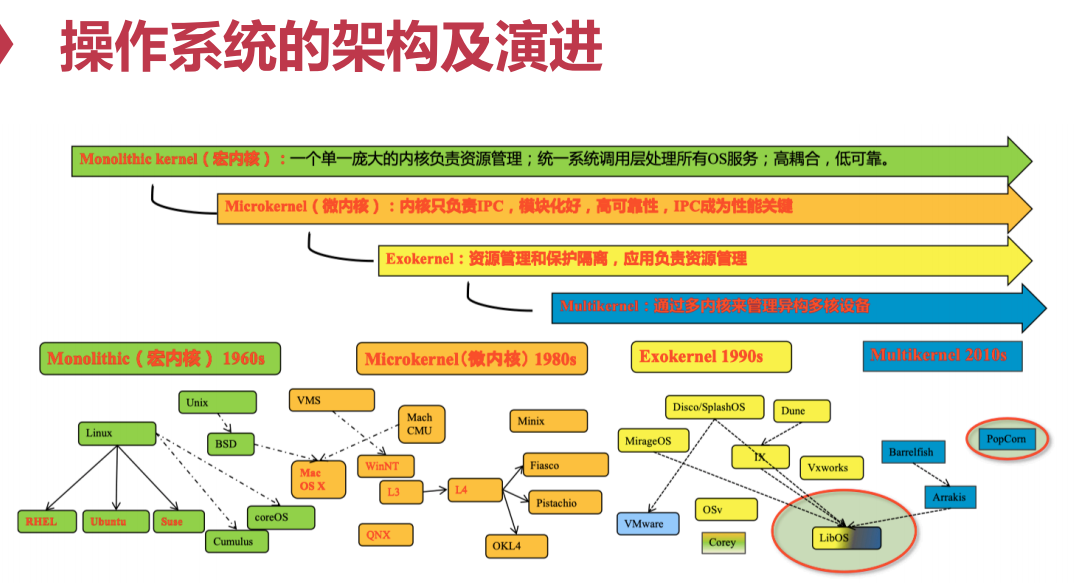 操作系统的架构及演进
Monolithic kernel（宏内核）：一个单一庞大的内核负责资源管理；统一系统调用层处理所有OS服务；高耦合，低可靠。
Microkernel（微内核）：内核只负责IPC，模块化好，高可靠性，IPC成为性能关键
Exokernel：资源管理和保护隔离，应用负责资源管理
Multikernel：通过多内核来管理异构多核设备
Monolithic（宏内核）1960s
Microkernel（微内核）1980s
Exokernel 1990s
Multikernel 2010s
Unix
Linux
BSD
RHEL
Ubuntu
Suse
coreOS
Cumulus
VMS
Mach
CMU
Mac
OS X
WinNT
L3
L4
QNX
Minix
Fiasco
Pistachio
OKL4
Disco/SplashOS
Dune
MirageOS
IX
Vxworks
VMware
OSv
Corey
LibOS
Barrelfish
Arrakis
PopCorn